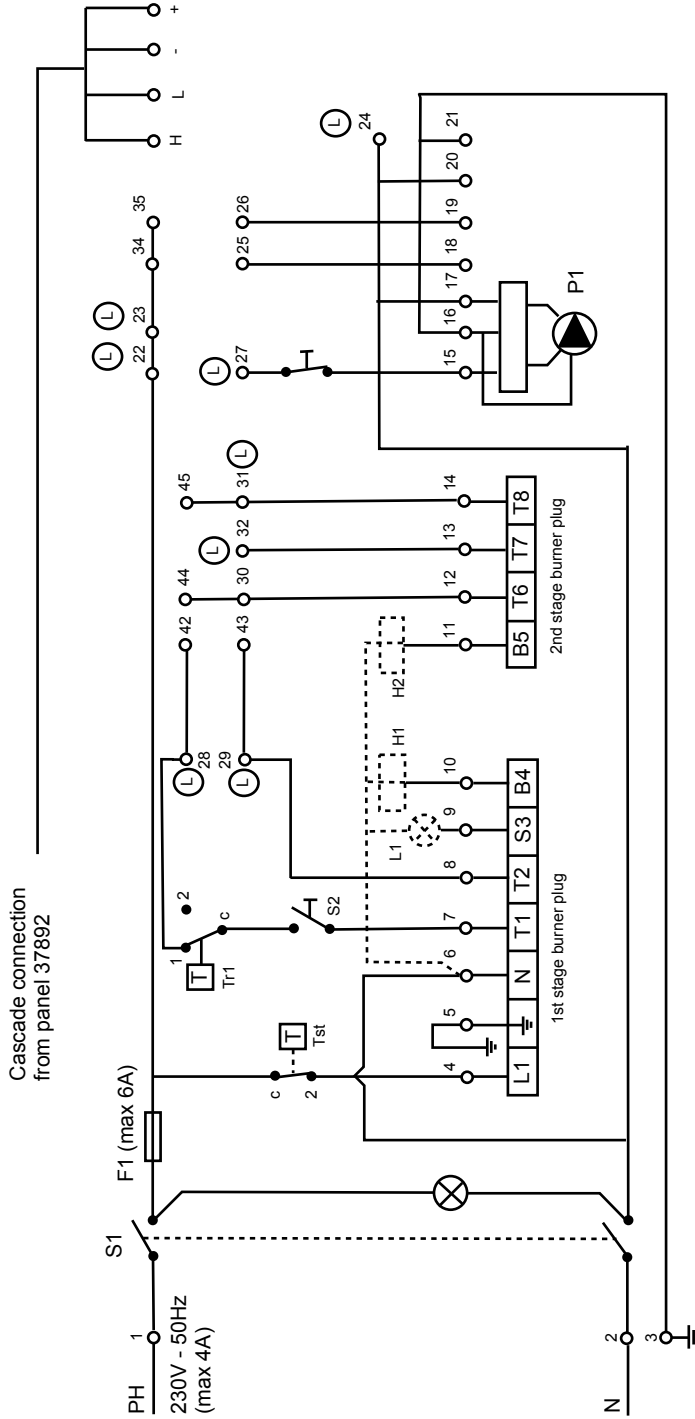 Cascade connection
from panel 37892
H
L
-
+
PH
1
230V - 50Hz
(max 4A)
S1
F1 (max 6A)
22
L
23
L
34
35
1
2
T
Tr1
c
S2
c
2
T
Tst
28
L
29
L
42
43
44
30
32
L
45
31
L
27
L
25
26
24
L
H1
H2
L1
4
5
6
7
8
9
10
11
12
13
14
15
16
17
18
19
20
21
L1
N
T1
T2
S3
B4
B5
T6
T7
T8
1st stage burner plug
2nd stage burner plug
P1
N
2
3